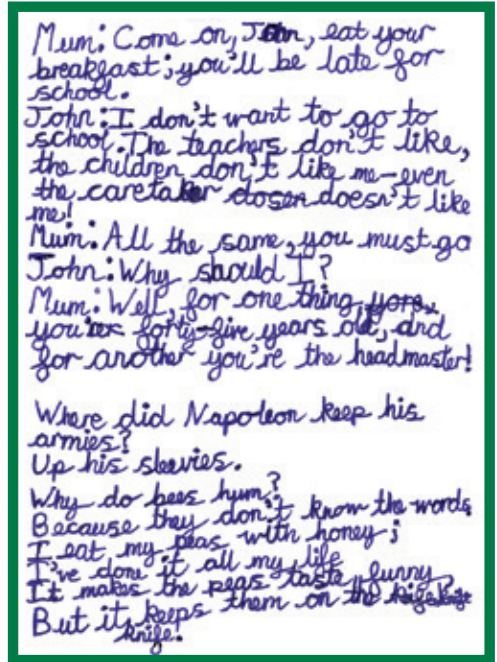 Mum: Come on, John, eat your
breakfast; you'll be late for
school.
John: I don't want to go to
school. The teachers don't like,
the children don't like me - even
the caretaker doesn't like
me!
Mum: All the same, you must go
John: Why should I?
Mum: Well, for one thing
you're forty-five years old, and
for another you're the headmaster!
Where did Napoleon keep his
armies?
Up his sleevies.
Why do bees hum?
Because they don't know the words
I eat my peas with honey;
I've done it all my life
It makes the peas taste funny
But it keeps them on the
knife!